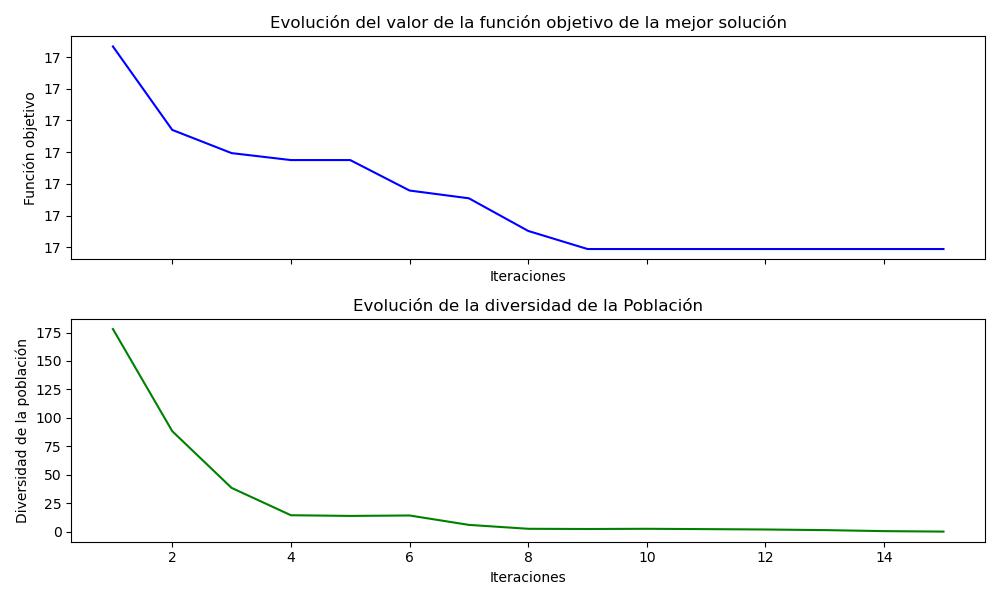 Evolución del valor de la función objetivo de la mejor solución
Función objetivo
17
17
17
17
17
17
17
Iteraciones
Evolución de la diversidad de la Población
Diversidad de la población
175
150
125
100
75
50
25
0
2 4 6 8 10 12 14
Iteraciones